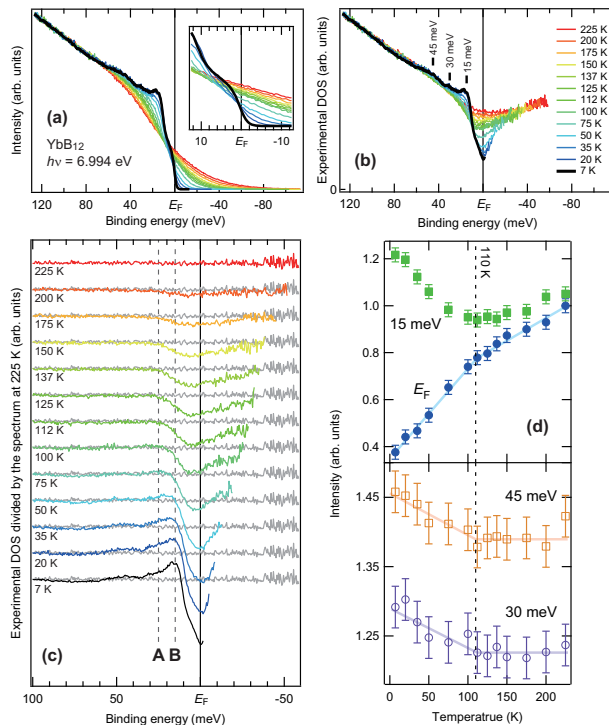 (a)
YbB12
hν = 6.994 eV
Intensity (arb. units)
10 EF -10
120 80 40 EF -40 -80
Binding energy (meV)
(b)
Experimental DOS (arb. units)
45 meV
30 meV
15 meV
225 K
200 K
175 K
150 K
137 K
125 K
112 K
100 K
75 K
50 K
35 K
20 K
7 K
0
120 80 40 EF -40 -80
Binding energy (meV)
Experimental DOS divided by the spectrum at 225 K (arb. units)
225 K
200 K
175 K
150 K
137 K
125 K
112 K
100 K
75 K
50 K
35 K
20 K
7 K
(c)
A B
100 50 EF -50
Binding energy (meV)
Intensity (arb. units)
1.2
1.0
0.8
0.6
0.4
110 K
15 meV
EF
(d)
1.45
1.35
1.25
45 meV
30 meV
0 50 100 150 200
Temperatrue (K)